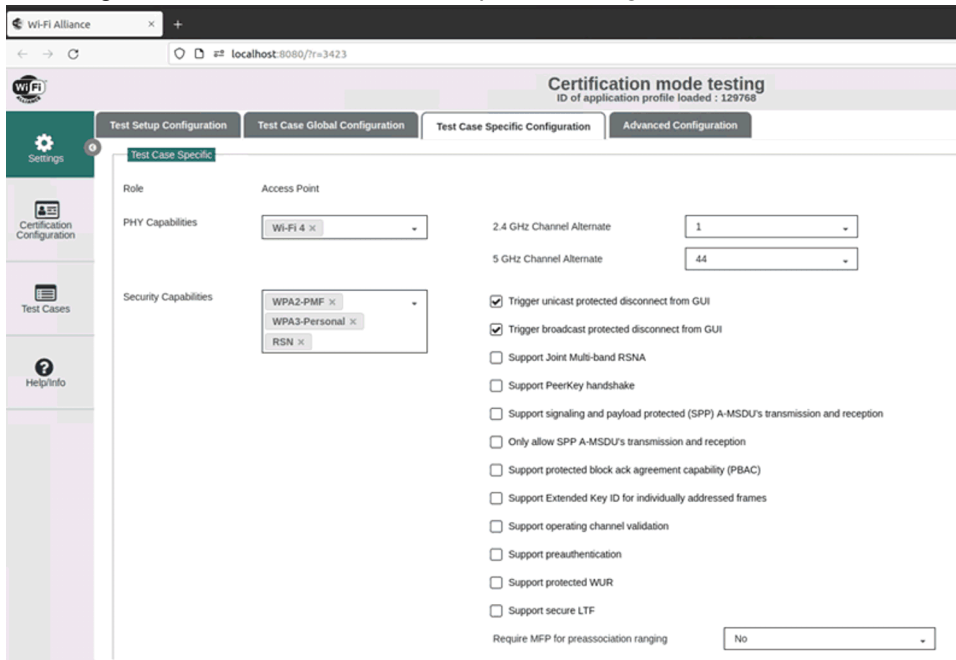 Wi-Fi Alliance × +
localhost:8080/?r=3423
Wi Fi
ALLIANCE
Certification mode testing
ID of application profile loaded : 129768
Test Setup Configuration
Test Case Global Configuration
Test Case Specific Configuration
Advanced Configuration
Settings
Certification
Configuration
Test Cases
Help/Info
Test Case Specific
Role Access Point
PHY Capabilities Wi-Fi 4 ×
2.4 GHz Channel Alternate 1
5 GHz Channel Alternate 44
Security Capabilities
WPA2-PMF ×
WPA3-Personal ×
RSN ×
Trigger unicast protected disconnect from GUI
Trigger broadcast protected disconnect from GUI
Support Joint Multi-band RSNA
Support PeerKey handshake
Support signaling and payload protected (SPP) A-MSDU's transmission and reception
Only allow SPP A-MSDU's transmission and reception
Support protected block ack agreement capability (PBAC)
Support Extended Key ID for individually addressed frames
Support operating channel validation
Support preauthentication
Support protected WUR
Support secure LTF
Require MFP for preassociation ranging No